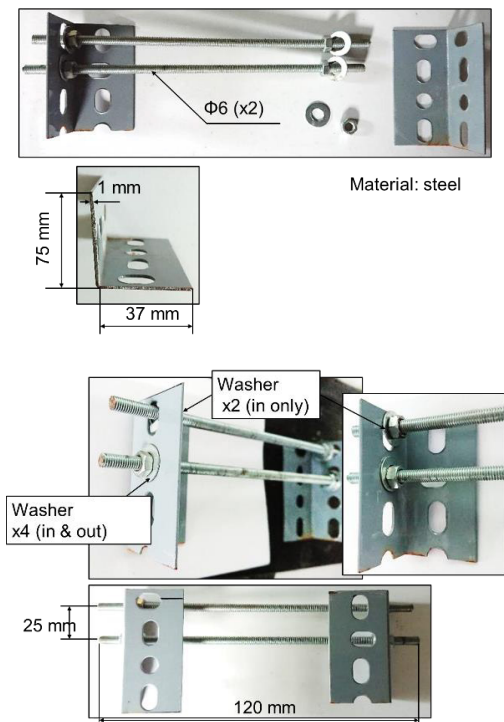 Φ6 (x2)
Material: steel
1 mm
75 mm
37 mm
Washer
x2 (in only)
Washer
x4 (in & out)
25 mm
120 mm